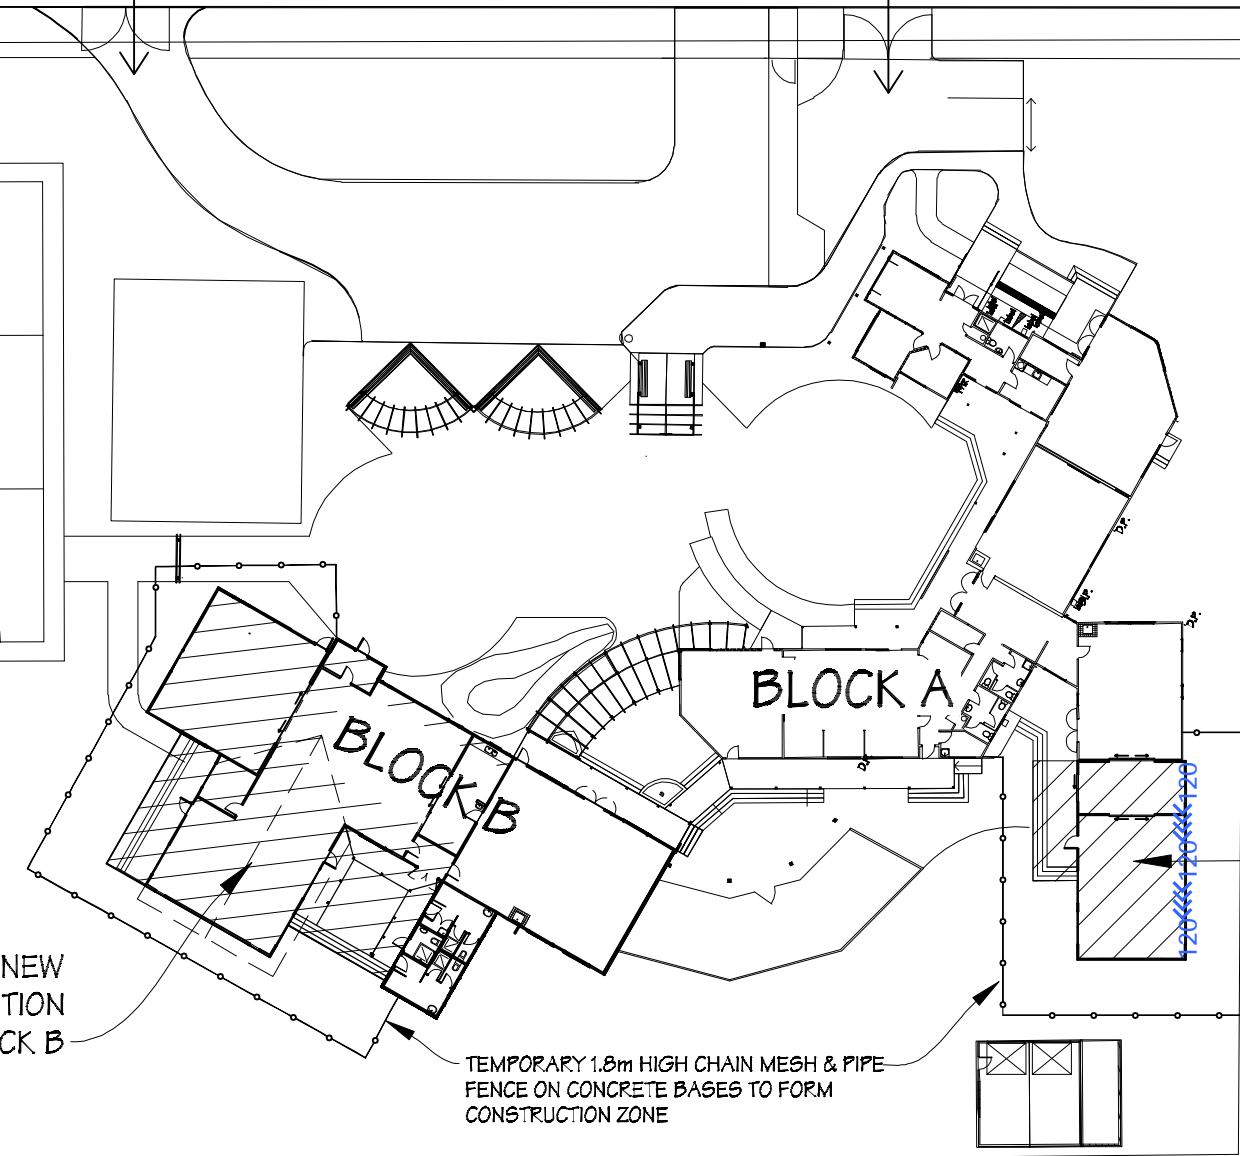 D.P.
D.P.
D.P.
BLOCK A
BLOCK B
D.P.
120<<<<120<<<<120
NEW
TION
CK B
TEMPORARY 1.8m HIGH CHAIN MESH & PIPE
FENCE ON CONCRETE BASES TO FORM
CONSTRUCTION ZONE